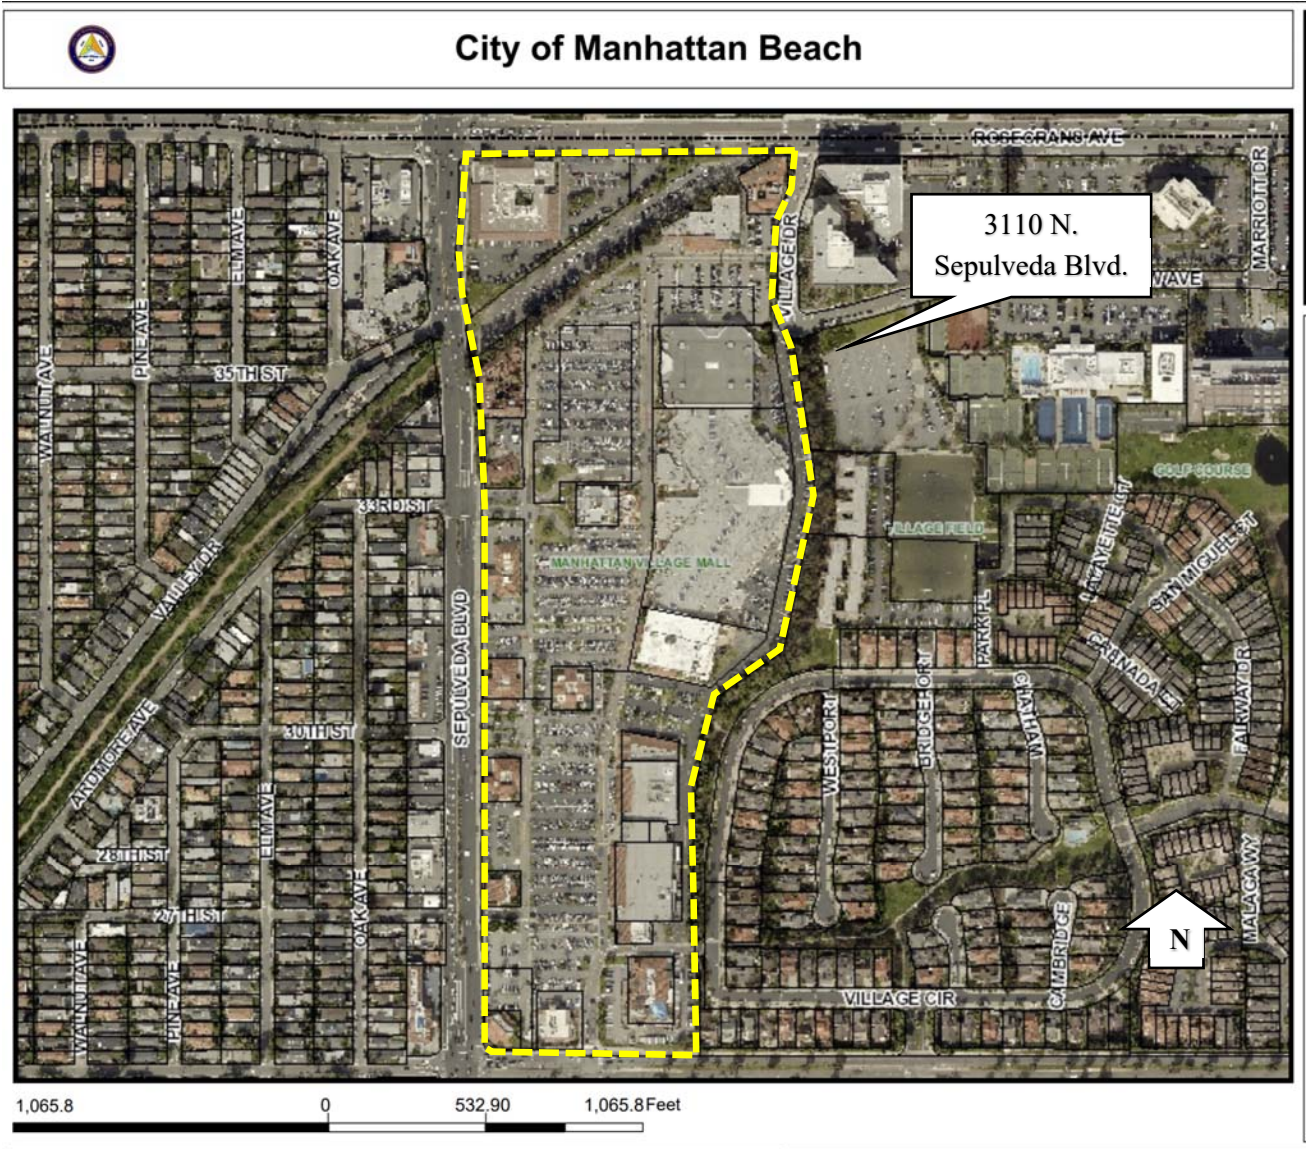 City of Manhattan Beach
ROSECRANS AVE
MARRIOTT DR
3110 N.
Sepulveda Blvd.
VILLAGE DR
ELM AVE
OAK AVE
PINE AVE
WALNUT AVE
35TH ST
33RD ST
VALLEY DR
GOLF COURSE
VILLAGE FIELD
MANHATTAN VILLAGE MALL
LAFAYETTE CT
SAN MIGUEL ST
GRANADA CT
PARK PL
SEPULVEDA BLVD
FAIRWAY DR
BRIDGEPORT
CHATHAM
WESTPORT
30TH ST
ARDMORE AVE
ELM AVE
28TH ST
27TH ST
OAK AVE
MALAGA WY
CAMBRIDGE
N
WALNUT AVE
PINE AVE
VILLAGE CIR
1,065.8
0
532.90
1,065.8 Feet